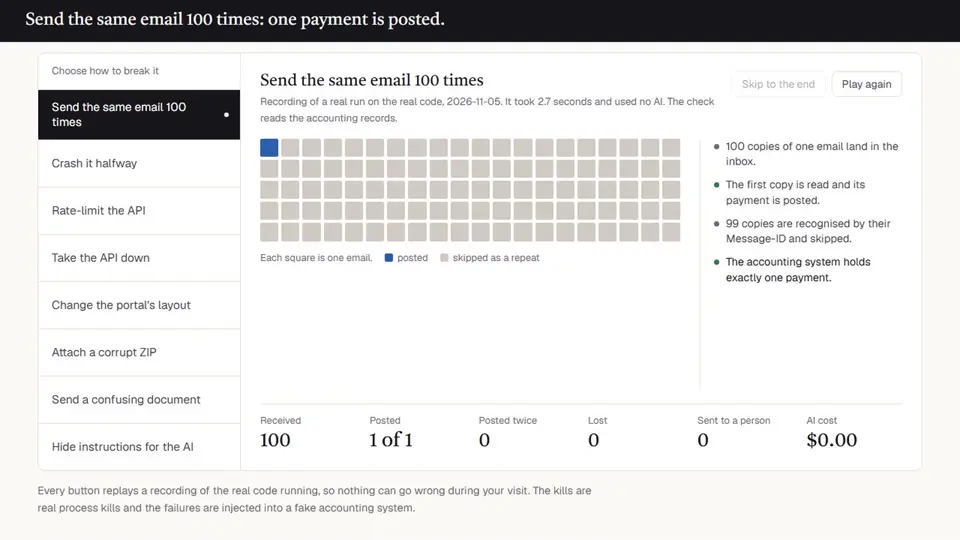 Send the same email 100 times: one payment is posted.
Choose how to break it
Send the same email 100
times
Crash it halfway
Rate-limit the API
Take the API down
Change the portal's layout
Attach a corrupt ZIP
Send a confusing document
Hide instructions for the AI
Send the same email 100 times
Skip to the end
Play again
Recording of a real run on the real code, 2026-11-05. It took 2.7 seconds and used no AI. The check
reads the accounting records.
Each square is one email.
posted
skipped as a repeat
100 copies of one email land in the
inbox.
The first copy is read and its
payment is posted.
99 copies are recognised by their
Message-ID and skipped.
The accounting system holds
exactly one payment.
Received
100
Posted
1 of 1
Posted twice
0
Lost
0
Sent to a person
0
AI cost
$0.00
Every button replays a recording of the real code running, so nothing can go wrong during your visit. The kills are
real process kills and the failures are injected into a fake accounting system.